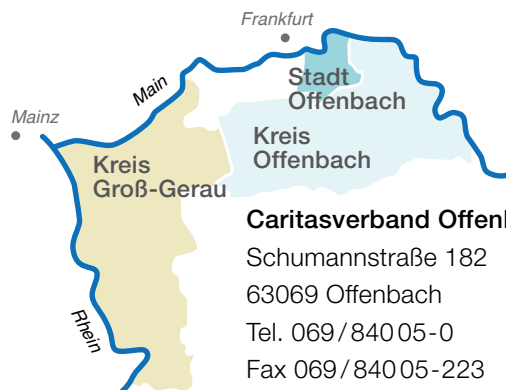 Frankfurt
Main
Stadt
Offenbach
Mainz
Kreis
Offenbach
Kreis
Groß-Gerau
Rhein
Caritasverband
Schumannstraße 182
63069 Offenbach
Tel. 069/84005-0
Fax 069/84005-223